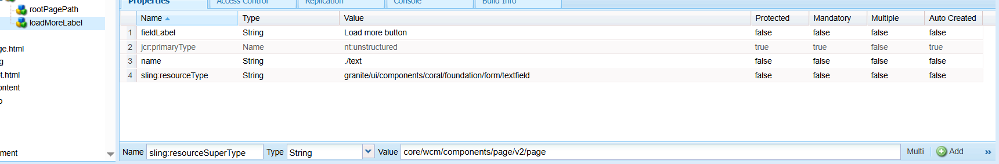 rootPagePath
loadMoreLabel
ge.html
g
t.html
ontent
o
ment
Properties Access Control Replication Console Build Info
Name Type Value Protected Mandatory Multiple Auto Created
1 fieldLabel String Load more button false false false false
2 jcr:primaryType Name nt:unstructured true true false true
3 name String ./text false false false false
4 sling:resourceType String granite/ui/components/coral/foundation/form/textfield false false false false
Name sling:resourceSuperType Type String Value core/wcm/components/page/v2/page Multi Add »